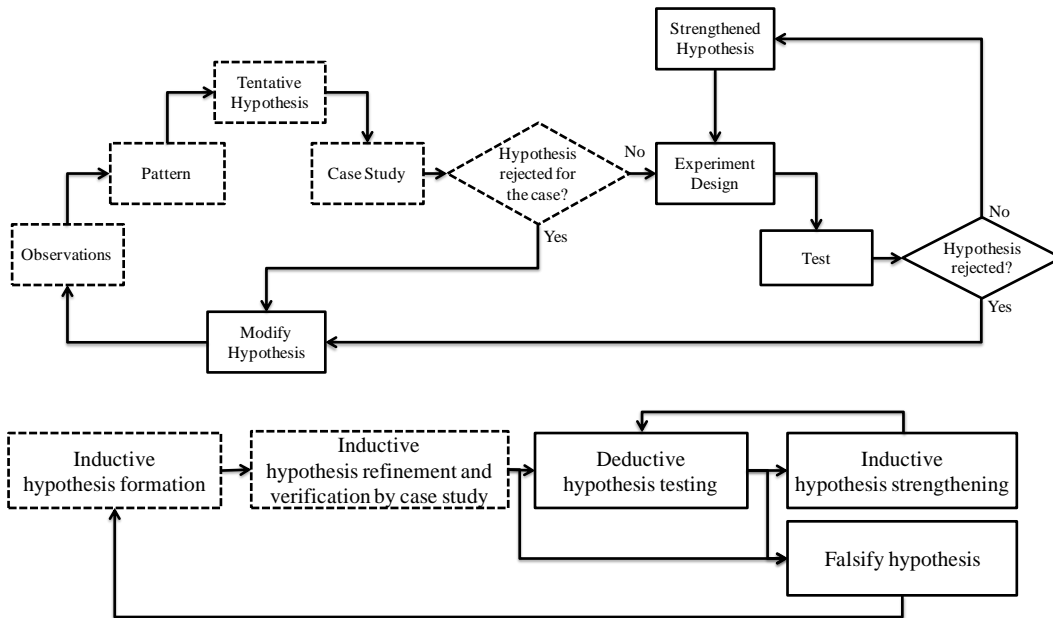 Strengthened
Hypothesis
Tentative
Hypothesis
Pattern
Case Study
Hypothesis
rejected for
the case?
No
Experiment
Design
Yes
Observations
Test
No
Hypothesis
rejected?
Yes
Modify
Hypothesis
Inductive
hypothesis formation
Inductive
hypothesis refinement and
verification by case study
Deductive
hypothesis testing
Inductive
hypothesis strengthening
Falsify hypothesis